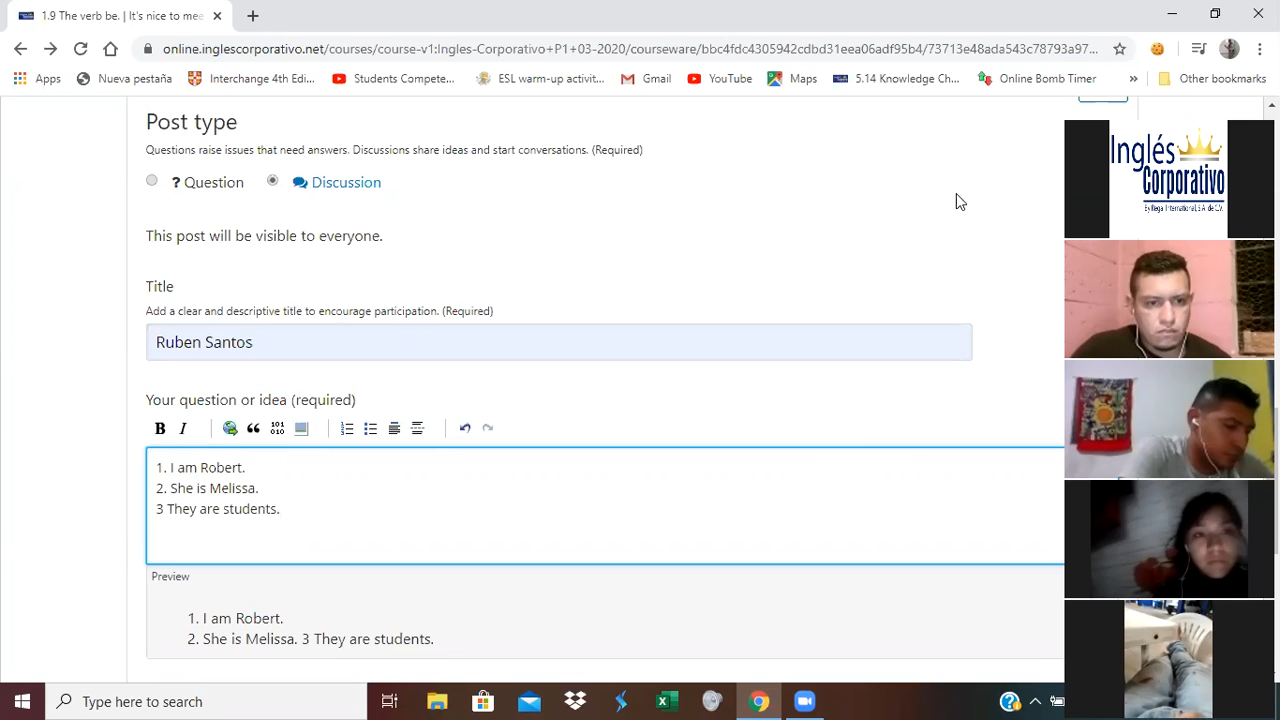 1.9 The verb be. | It's nice to mee
online.inglescorporativo.net/courses/course-v1:Ingles-Corporativo+P1+03-2020/courseware/bbc4fdc4305942cdbd31eea06adf95b4/73713e48ada543c78793a97...
Apps Nueva pestaña Interchange 4th Edi... Students Compete... ESL warm-up activit... Gmail YouTube Maps 5.14 Knowledge Ch... Online Bomb Timer » Other bookmarks
Post type
Questions raise issues that need answers. Discussions share ideas and start conversations. (Required)
? Question Discussion
This post will be visible to everyone.
Title
Add a clear and descriptive title to encourage participation. (Required)
Ruben Santos
Your question or idea (required)
B I
1. I am Robert.
2. She is Melissa.
3 They are students.
Preview
1. I am Robert.
2. She is Melissa. 3 They are students.
Inglés
Corporativo
Type here to search